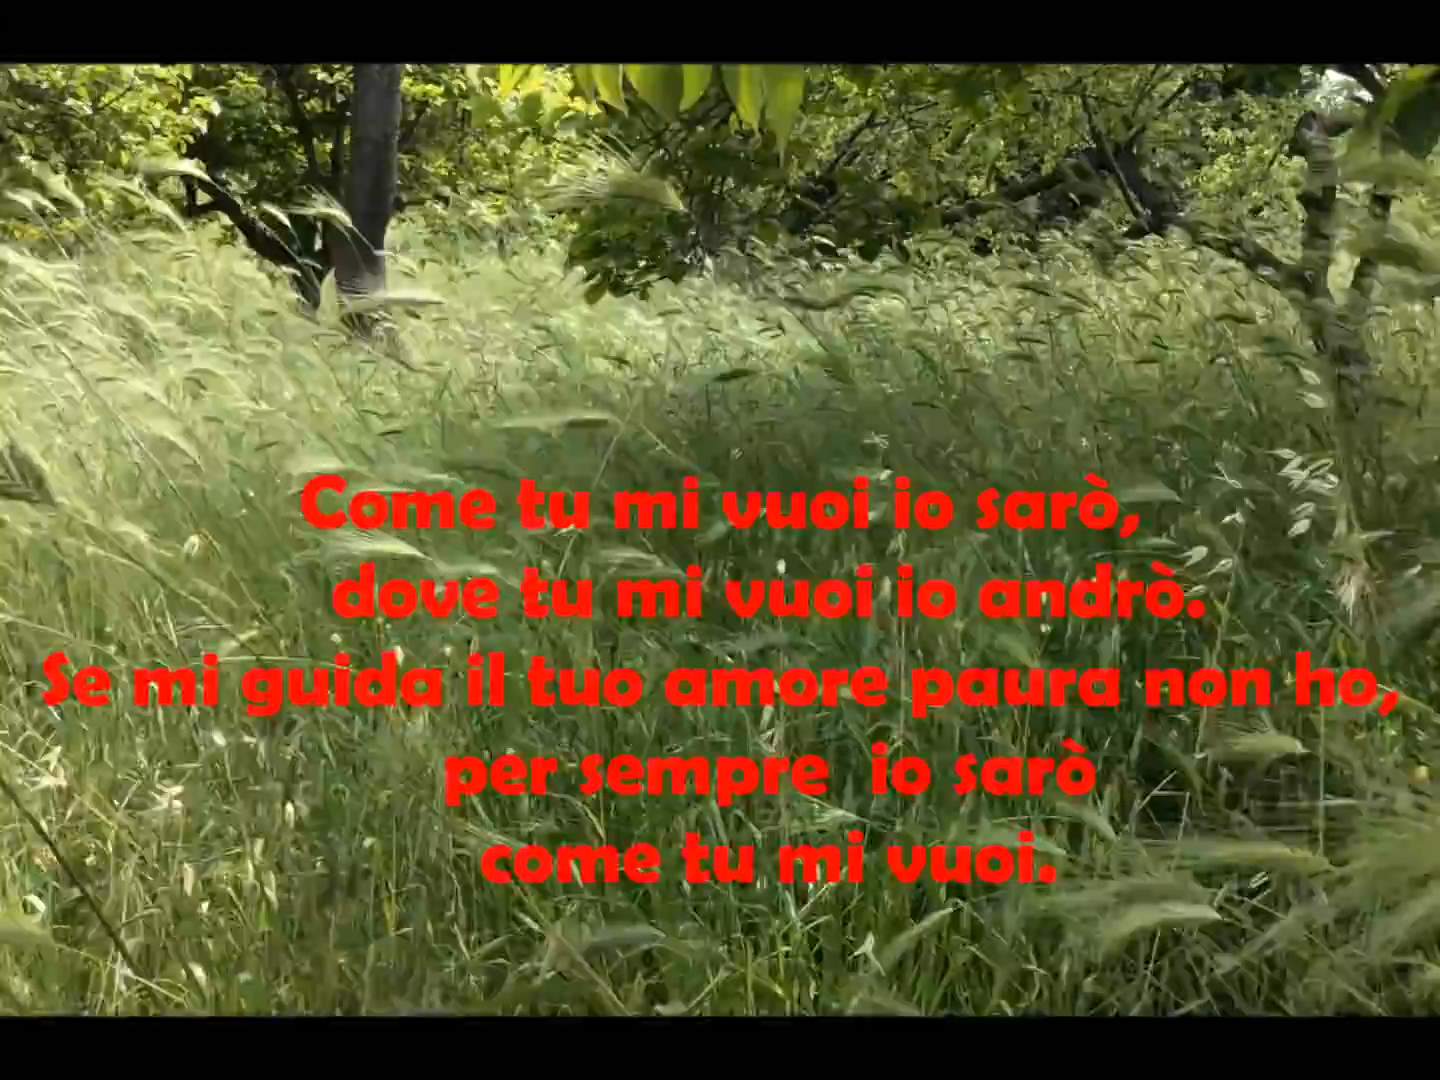 Come tu mi vuoi io sarò,
dove tu mi vuoi io andrò.
Se mi guida il tuo amore paura non ho,
per sempre  io sarò
come tu mi vuoi.